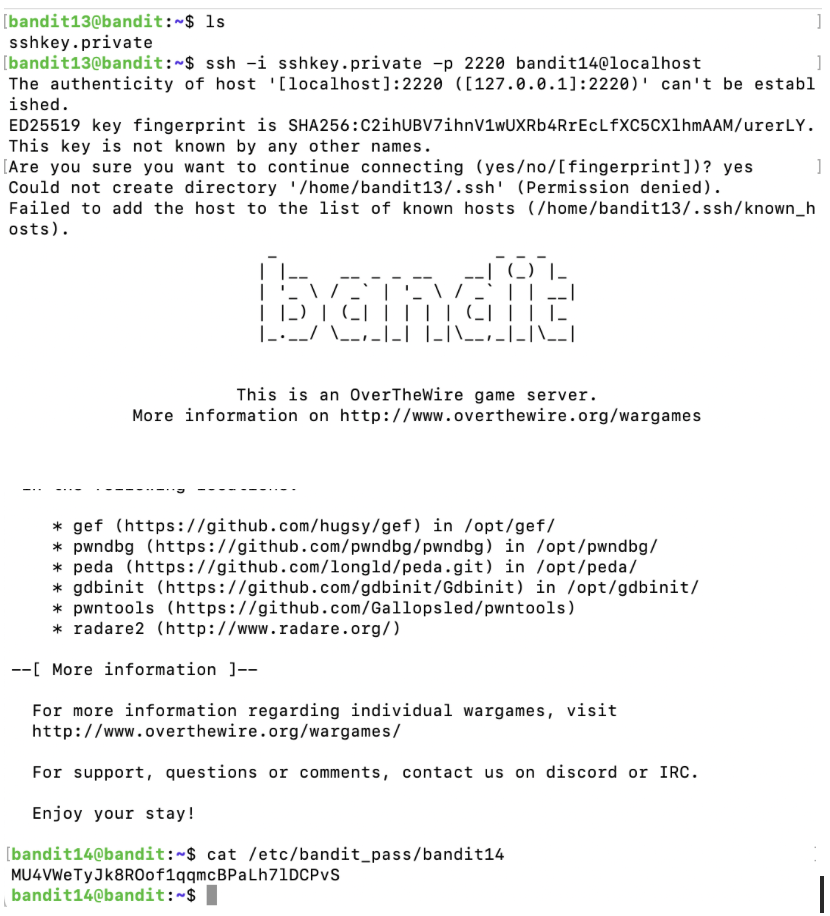 bandit13@bandit:~$ ls
sshkey.private
bandit13@bandit:~$ ssh -i sshkey.private -p 2220 bandit14@localhost
The authenticity of host '[localhost]:2220 ([127.0.0.1]:2220)' can't be establ
ished.
ED25519 key fingerprint is SHA256:C2ihUBV7ihnV1wUXRb4RrEcLfXC5CXlhmAAM/urerLY.
This key is not known by any other names.
Are you sure you want to continue connecting (yes/no/[fingerprint])? yes
Could not create directory '/home/bandit13/.ssh' (Permission denied).
Failed to add the host to the list of known hosts (/home/bandit13/.ssh/known_h
osts).
bandit
This is an OverTheWire game server.
More information on http://www.overthewire.org/wargames
* gef (https://github.com/hugsy/gef) in /opt/gef/
* pwndbg (https://github.com/pwndbg/pwndbg) in /opt/pwndbg/
* peda (https://github.com/longld/peda.git) in /opt/peda/
* gdbinit (https://github.com/gdbinit/Gdbinit) in /opt/gdbinit/
* pwntools (https://github.com/Gallopsled/pwntools)
* radare2 (http://www.radare.org/)
--[ More information ]--
For more information regarding individual wargames, visit
http://www.overthewire.org/wargames/
For support, questions or comments, contact us on discord or IRC.
Enjoy your stay!
bandit14@bandit:~$ cat /etc/bandit_pass/bandit14
MU4VWeTyJk8ROof1qqmcBPaLh7lDCPvS
bandit14@bandit:~$